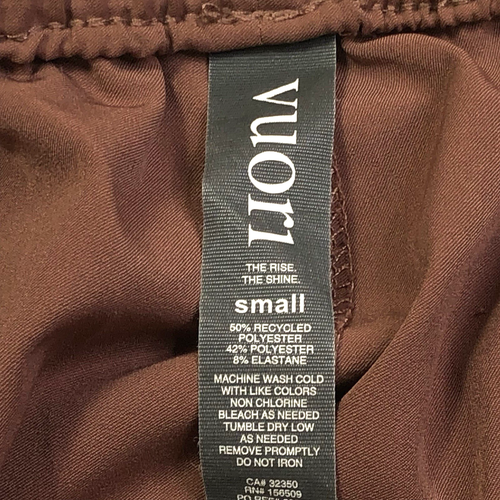 vuori
THE RISE.
THE SHINE.
small
50% RECYCLED
POLYESTER
42% POLYESTER
8% ELASTANE
MACHINE WASH COLD
WITH LIKE COLORS
NON CHLORINE
BLEACH AS NEEDED
TUMBLE DRY LOW
AS NEEDED
REMOVE PROMPTLY
DO NOT IRON
CA# 32350
RN# 156509